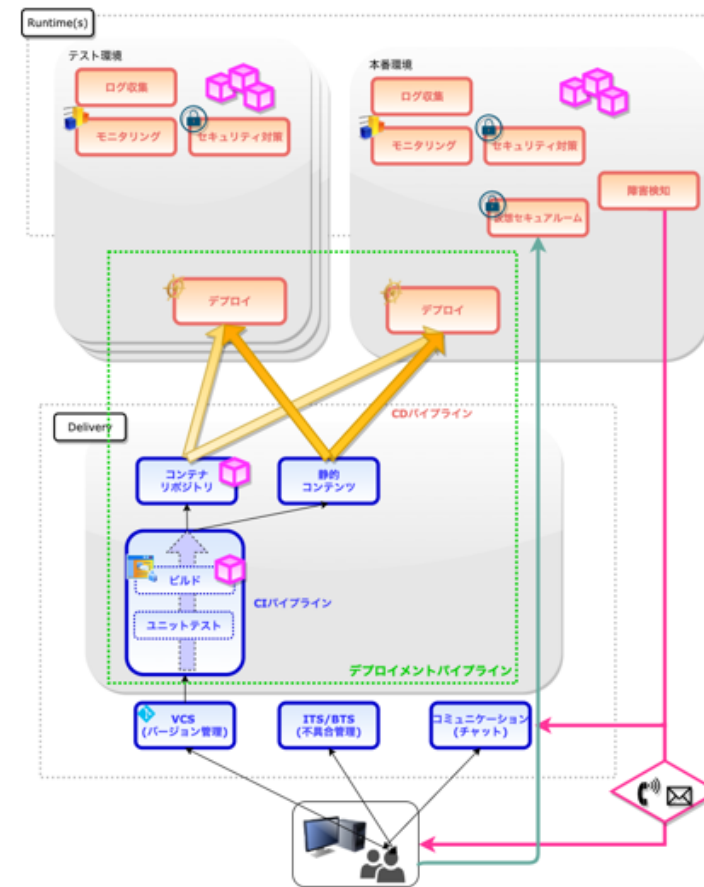 Runtime(s)
テスト環境
ログ収集
モニタリング
セキュリティ対策
本番環境
ログ収集
モニタリング
セキュリティ対策
仮想セキュアルーム
障害検知
デプロイ
デプロイ
CDパイプライン
Delivery
コンテナ
リポジトリ
静的
コンテンツ
ビルド
ユニットテスト
CIパイプライン
デプロイメントパイプライン
VCS
(バージョン管理)
ITS/BTS
(不具合管理)
コミュニケーション
(チャット)